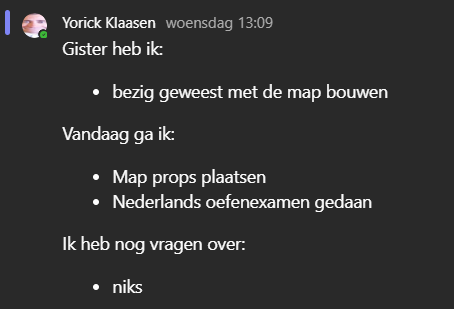 Yorick Klaasen woensdag 13:09
Gister heb ik:
• bezig geweest met de map bouwen
Vandaag ga ik:
• Map props plaatsen
• Nederlands oefenexamen gedaan
Ik heb nog vragen over:
• niks